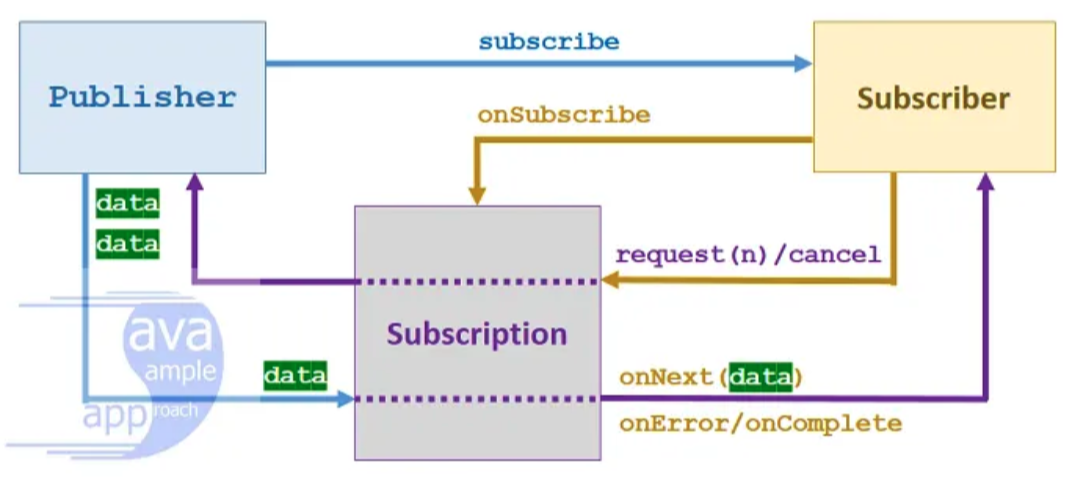 subscribe
Publisher
Subscriber
onSubscribe
data
data
request(n)/cancel
Subscription
ava
ample
app roach
data
onNext(data)
onError/onComplete